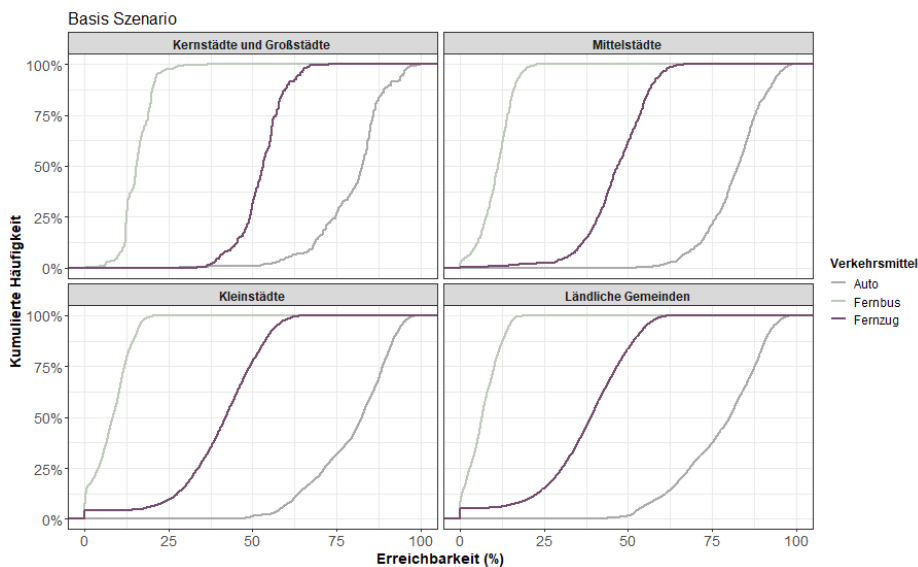 Basis Szenario
Kernstädte und Großstädte
Mittelstädte
100%
75%
50%
25%
0%
Kleinstädte
Ländliche Gemeinden
100%
75%
50%
25%
0%
0
25
50
75
100
0
25
50
75
100
Erreichbarkeit (%)
Kumulierte Häufigkeit
Verkehrsmittel
Auto
Fernbus
Fernzug